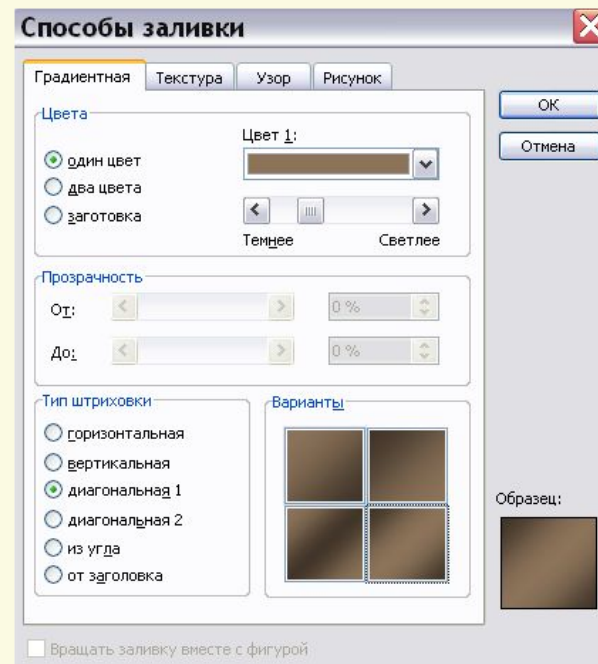 Способы заливки
Градиентная Текстура Узор Рисунок
Цвета
Цвет 1:
один цвет
два цвета
заготовка
Темнее Светлее
ОК
Отмена
Прозрачность
От: 0 %
До: 0 %
Тип штриховки
горизонтальная
вертикальная
диагональная 1
диагональная 2
из угла
от заголовка
Варианты
Образец:
Вращать заливку вместе с фигурой